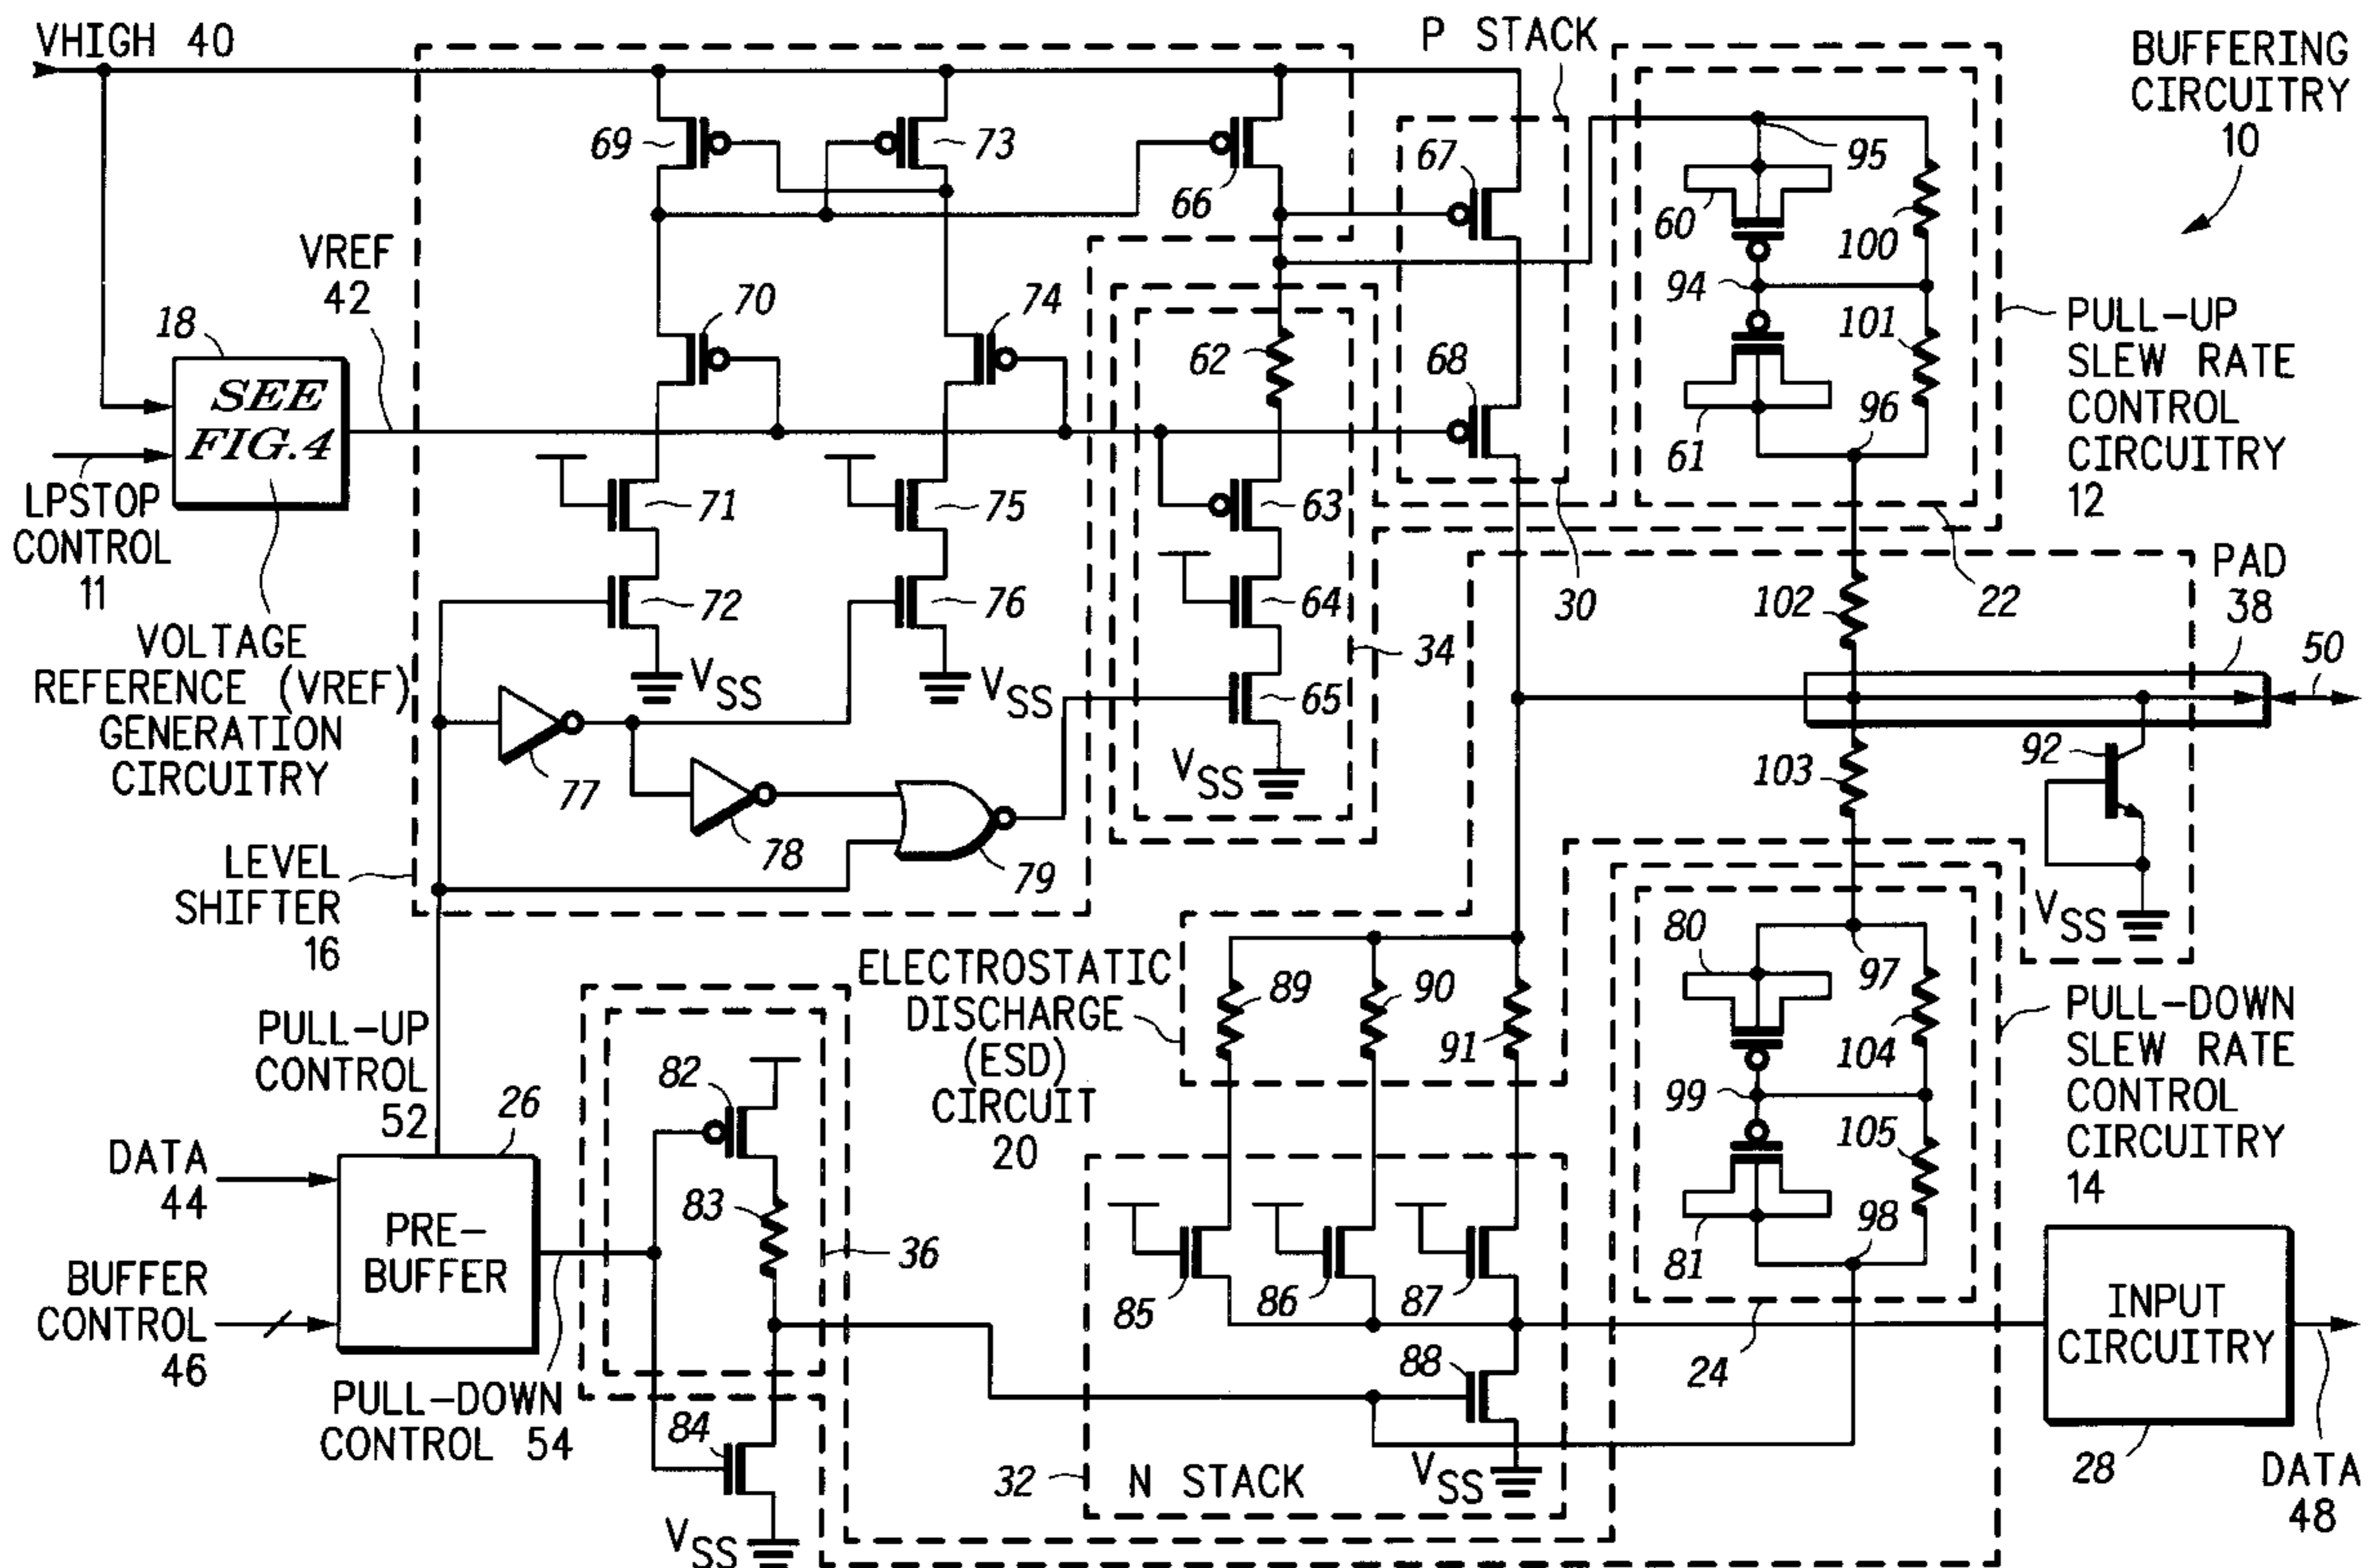 VHIGH 40
P STACK
BUFFERING
CIRCUITRY
10
69
73
66
67
95
60
100
94
VREF
42
18
SEE
FIG.4
70
74
62
68
101
96
61
PULL-UP
SLEW RATE
CONTROL
CIRCUITRY
12
LPSTOP
CONTROL
11
71
75
63
72
76
64
34
30
102
22
PAD
38
50
VOLTAGE
REFERENCE (VREF)
GENERATION
CIRCUITRY
VSS
VSS
65
VSS
77
78
79
103
92
VSS
LEVEL
SHIFTER
16
ELECTROSTATIC
DISCHARGE
(ESD)
CIRCUIT
20
89
90
91
80
97
104
99
105
98
81
24
PULL-DOWN
SLEW RATE
CONTROL
CIRCUITRY
14
PULL-UP
CONTROL
52
26
DATA
44
PRE-
BUFFER
BUFFER
CONTROL
46
PULL-DOWN
CONTROL 54
82
83
36
84
VSS
85
86
87
88
32
N STACK
VSS
INPUT
CIRCUITRY
28
DATA
48